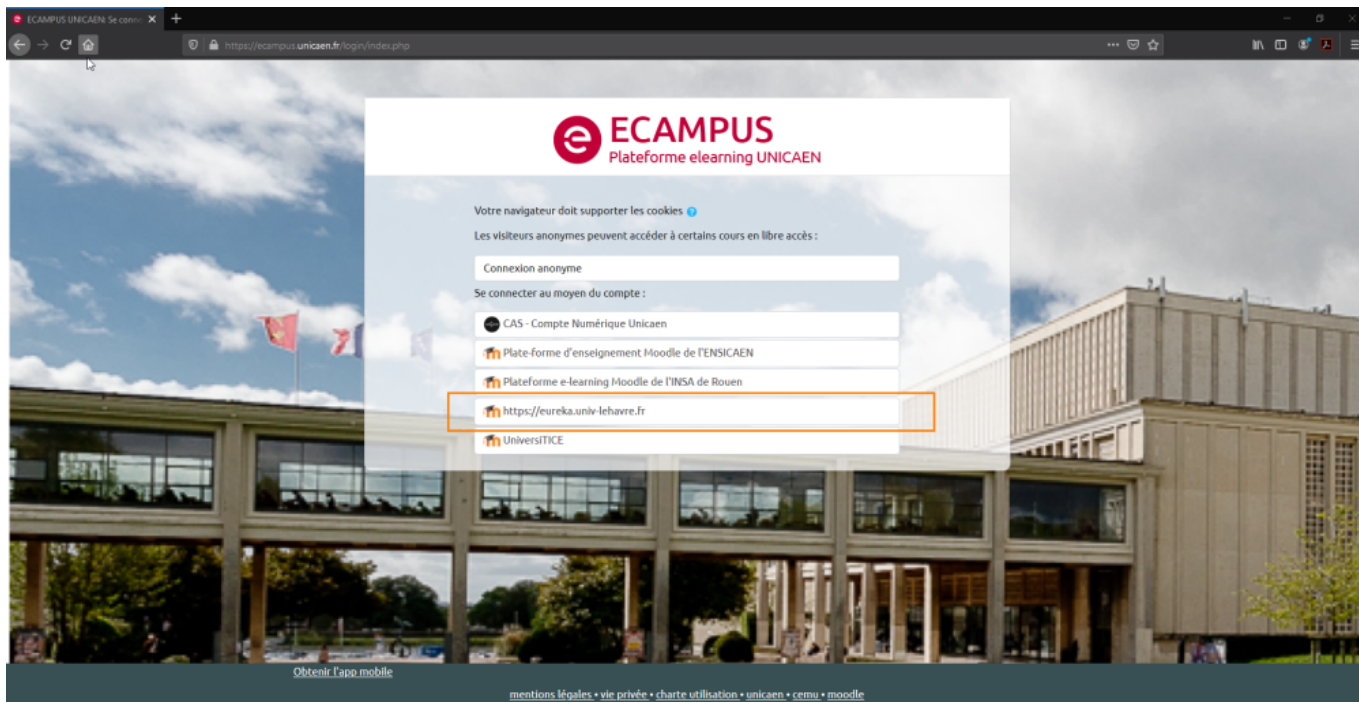 ECAMPUS UNICAEN: Se conne
https://ecampus.unicaen.fr/login/index.php
ECAMPUS
Plateforme elearning UNICAEN
Votre navigateur doit supporter les cookies
Les visiteurs anonymes peuvent accéder à certains cours en libre accès :
Connexion anonyme
Se connecter au moyen du compte :
CAS - Compte Numérique Unicaen
Plate-forme d'enseignement Moodle de l'ENSICAEN
Plateforme e-learning Moodle de l'INSA de Rouen
https://eureka.univ-lehavre.fr
UniversiTICE
Obtenir l'app mobile
mentions légales • vie privée • charte utilisation • unicaen • cemu • moodle